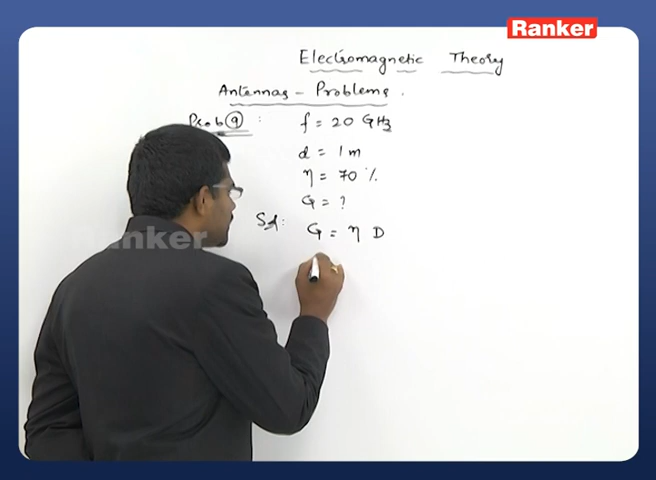 Ranker
Electromagnetic Theory
Antennas - Problems.
Prob 9 :
f = 20 GHz
d = 1 m
η = 70 %
G = ?
Sol:
G = η D
Ranker